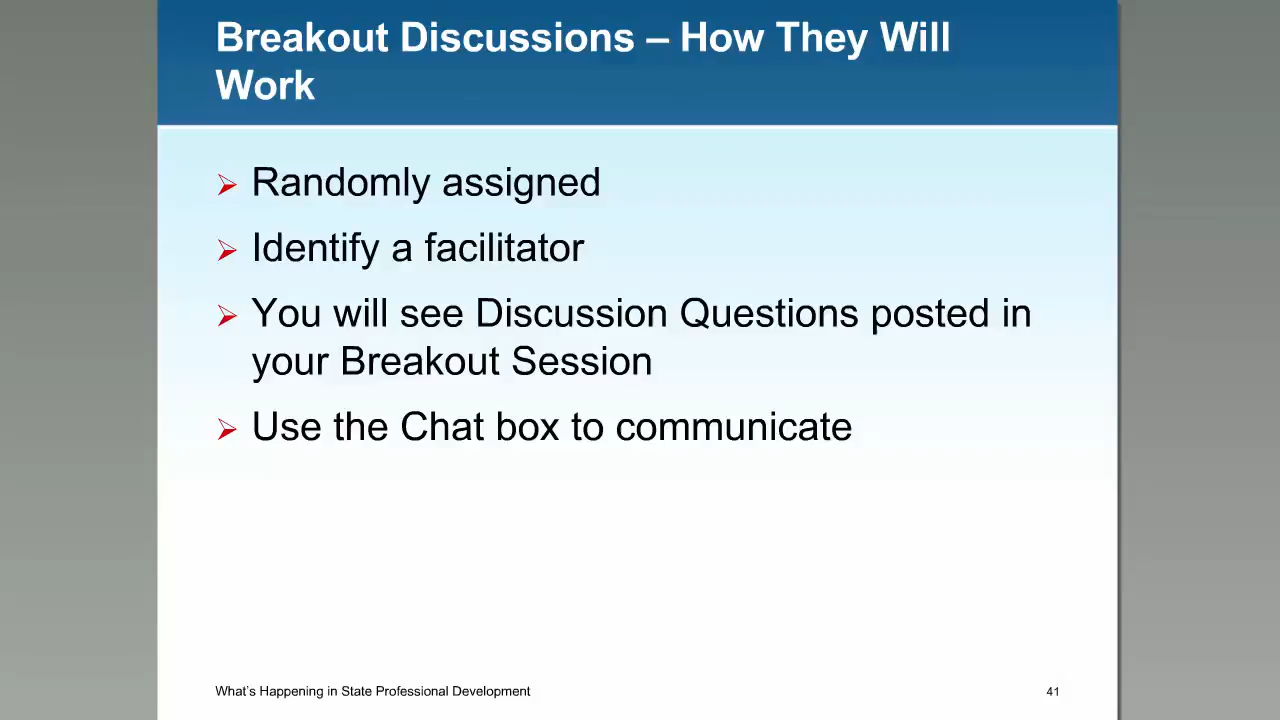 Breakout Discussions – How They Will
Work
Randomly assigned
Identify a facilitator
You will see Discussion Questions posted in
your Breakout Session
Use the Chat box to communicate
What’s Happening in State Professional Development
41